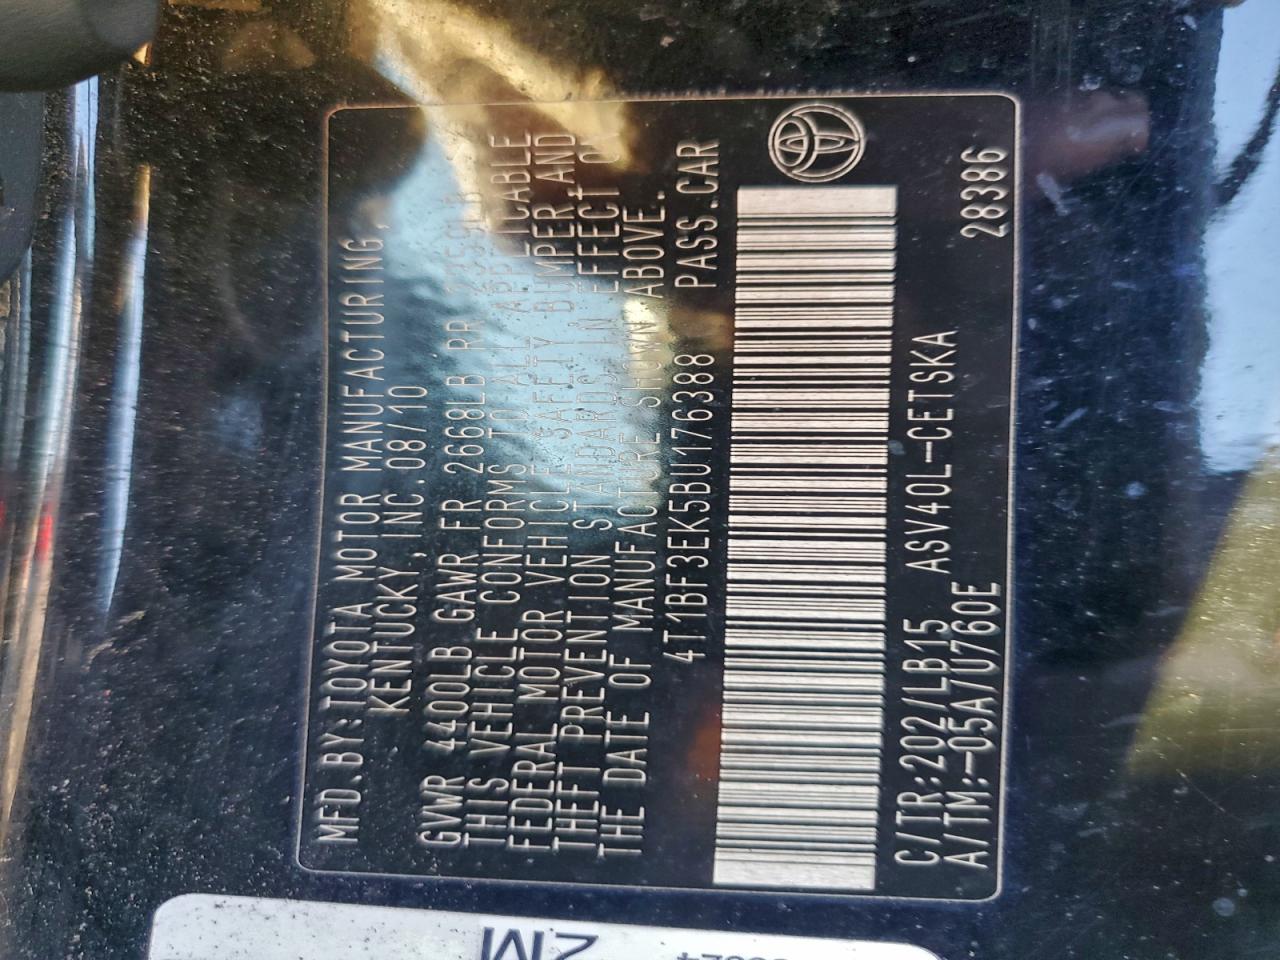 MFD.BY:TOYOTA MOTOR MANUFACTURING,
KENTUCKY,INC.08/10
GVWR 4400LB GAWR FR 2668LB RR
THIS VEHICLE CONFORMS TO ALL APPLICABLE
FEDERAL MOTOR VEHICLE SAFETY BUMPER,AND
THEFT PREVENTION STANDARDS IN EFFECT ON
THE DATE OF MANUFACTURE SHOWN ABOVE.
4T1BF3EK5BU176388 PASS.CAR
C/TR:202/LB15 ASV40L-CETSKA
A/TM:-05A/U760E 28386
2M